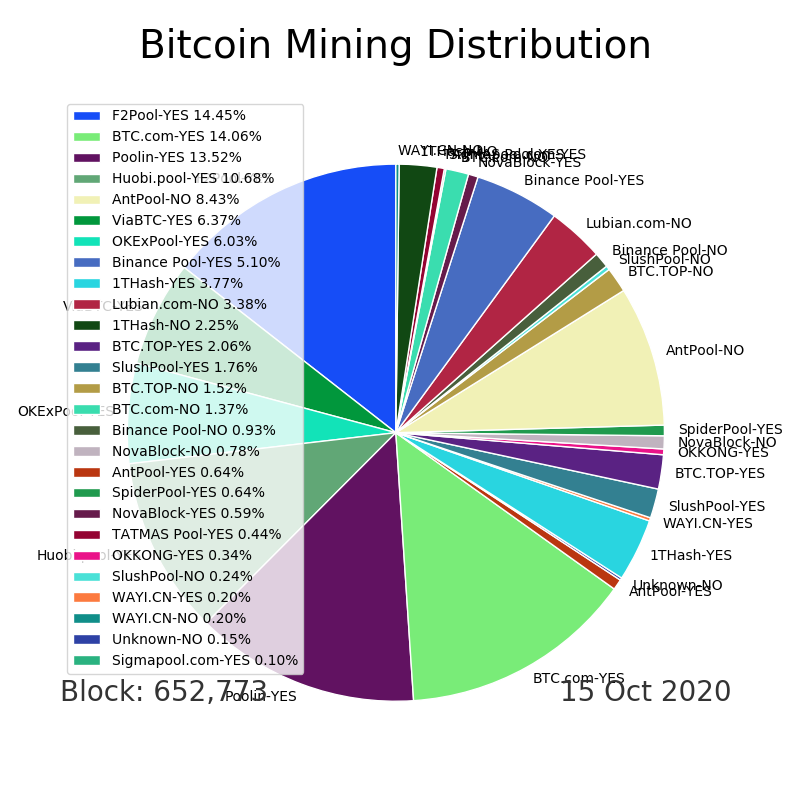 Bitcoin Mining Distribution
F2Pool-YES 14.45%
BTC.com-YES 14.06%
Poolin-YES 13.52%
Huobi.pool-YES 10.68%
AntPool-NO 8.43%
ViaBTC-YES 6.37%
OKExPool-YES 6.03%
Binance Pool-YES 5.10%
1THash-YES 3.77%
Lubian.com-NO 3.38%
1THash-NO 2.25%
BTC.TOP-YES 2.06%
SlushPool-YES 1.76%
BTC.TOP-NO 1.52%
BTC.com-NO 1.37%
Binance Pool-NO 0.93%
NovaBlock-NO 0.78%
AntPool-YES 0.64%
SpiderPool-YES 0.64%
NovaBlock-YES 0.59%
TATMAS Pool-YES 0.44%
OKKONG-YES 0.34%
SlushPool-NO 0.24%
WAYI.CN-YES 0.20%
WAYI.CN-NO 0.20%
Unknown-NO 0.15%
Sigmapool.com-YES 0.10%
WAYI.CN-NO
1THash-NO
NovaBlock-YES
Binance Pool-YES
Lubian.com-NO
Binance Pool-NO
SlushPool-NO
BTC.TOP-NO
AntPool-NO
SpiderPool-YES
NovaBlock-NO
OKKONG-YES
BTC.TOP-YES
SlushPool-YES
WAYI.CN-YES
1THash-YES
Unknown-NO
AntPool-YES
BTC.com-YES
Poolin-YES
Block: 652,773
15 Oct 2020